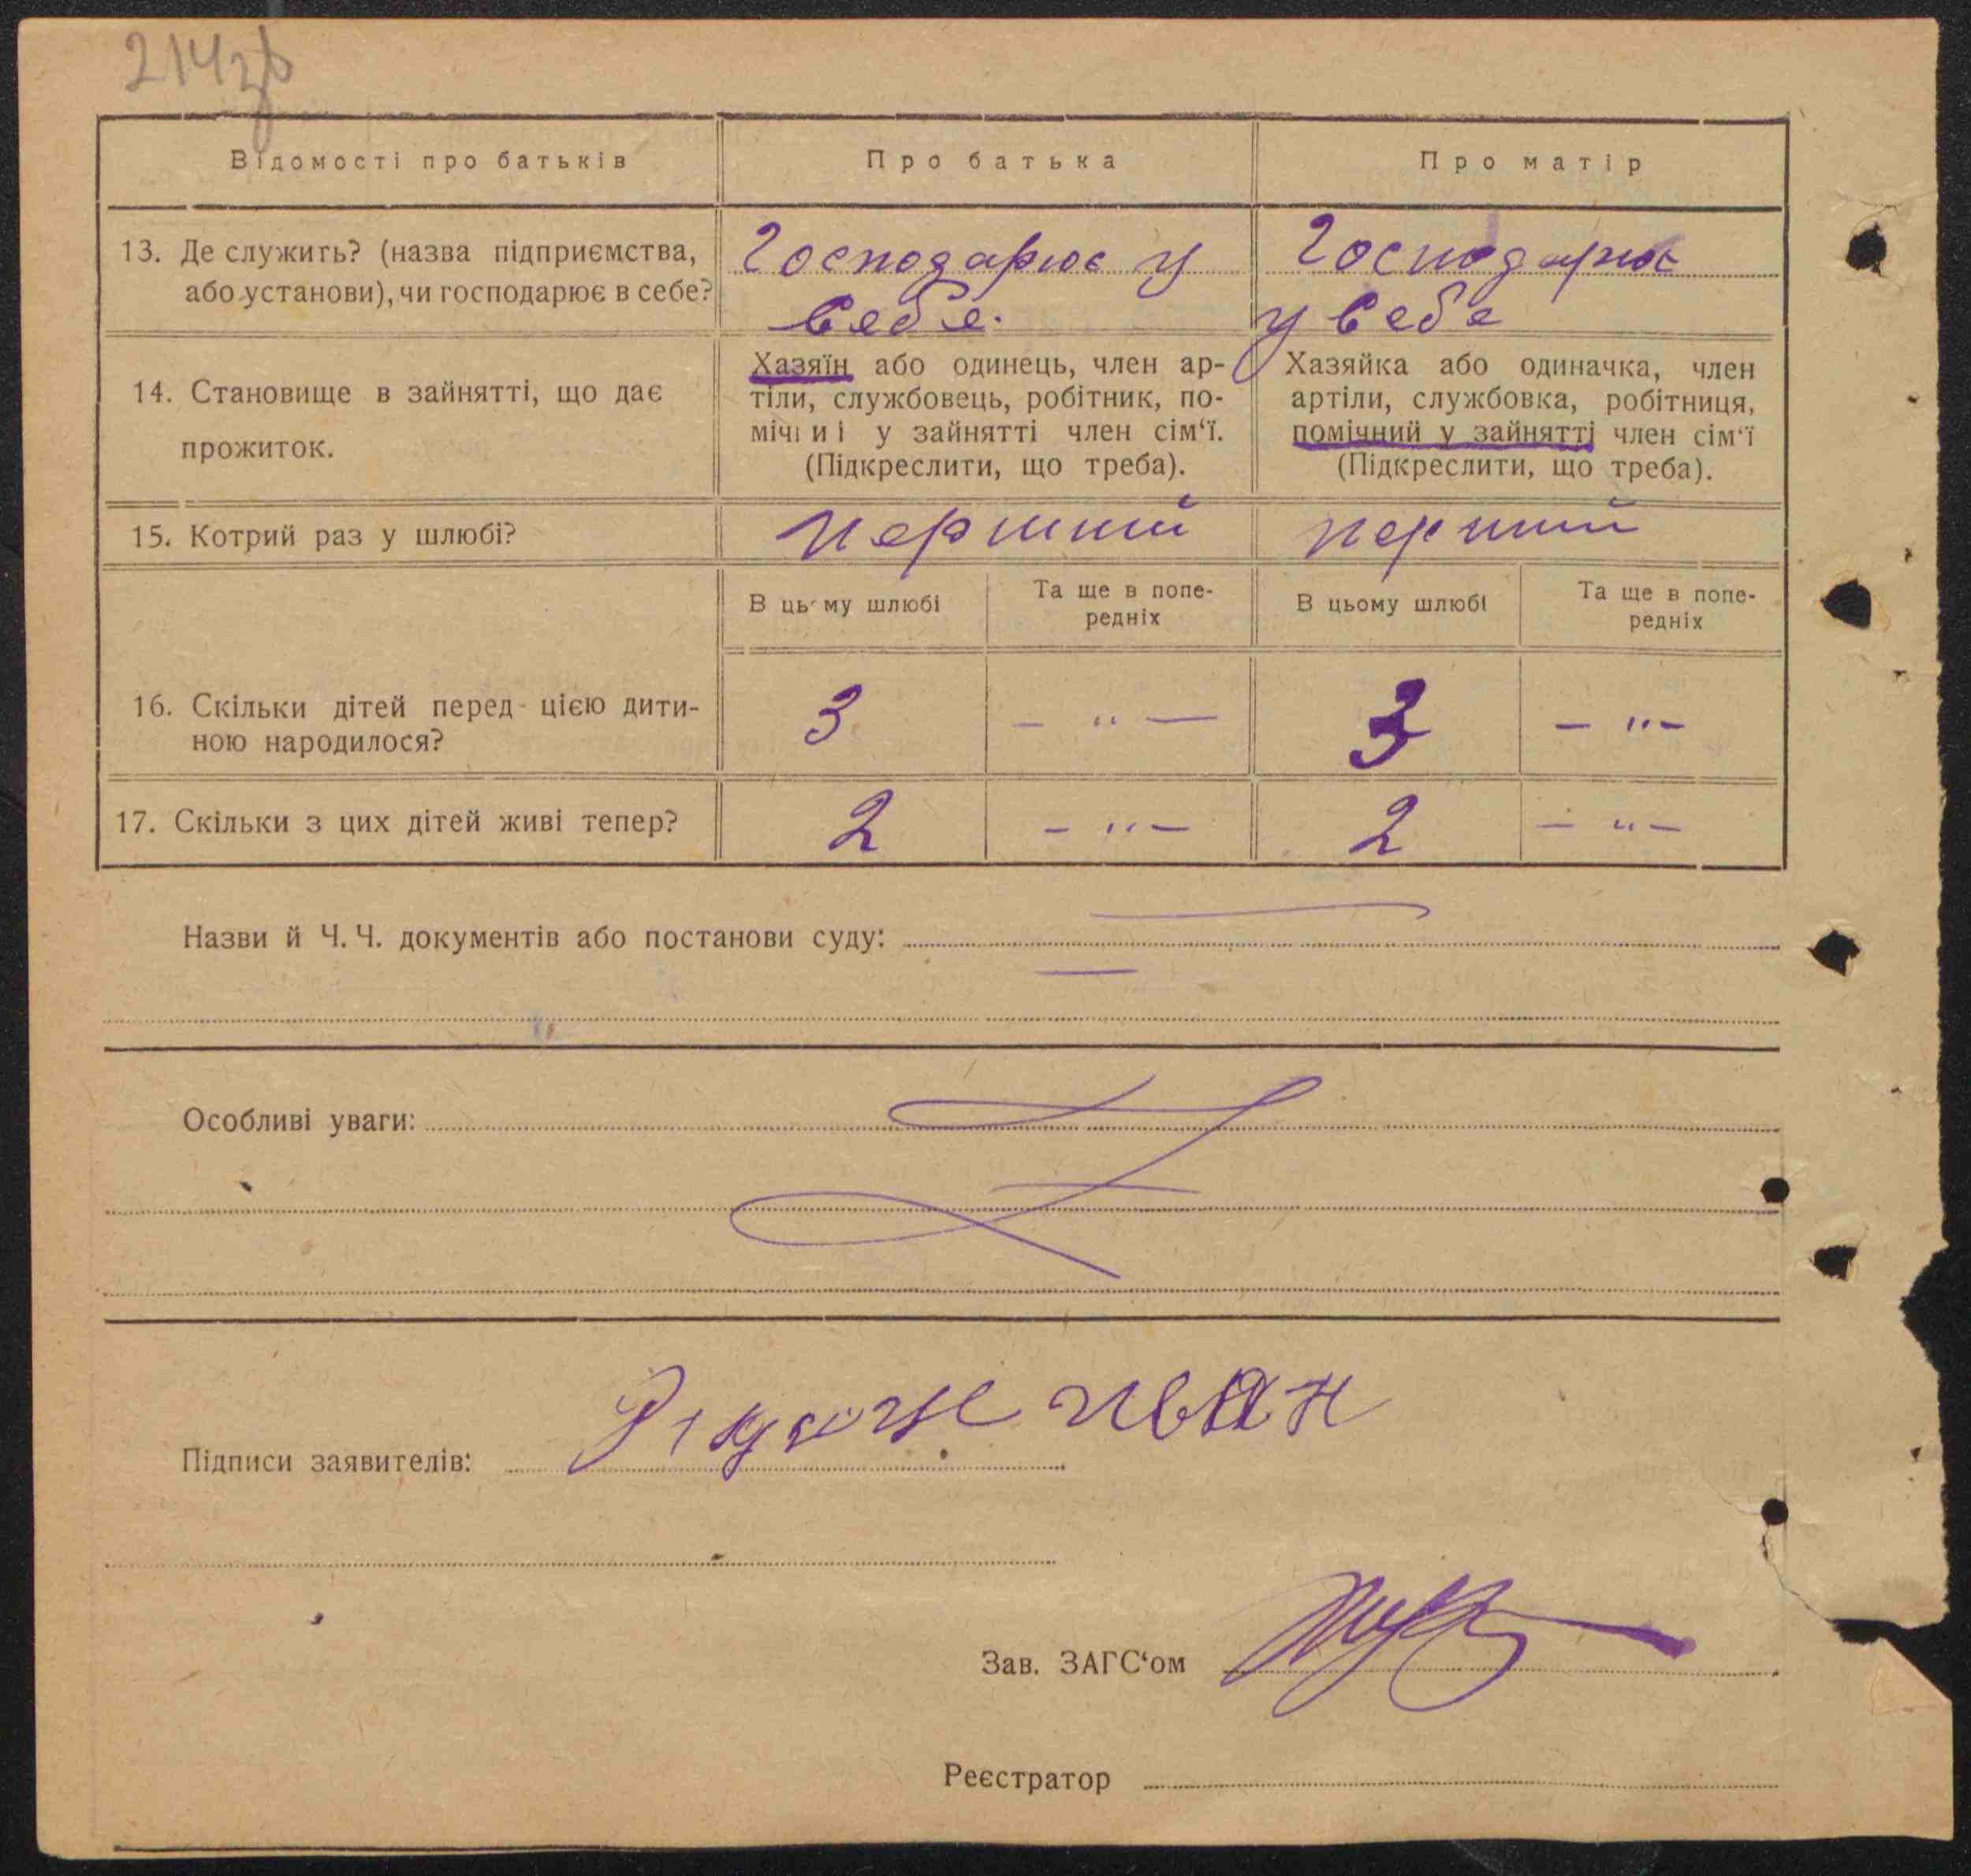 214зв
Відомості про батьків
Про батька
Про матір
13. Де служить? (назва підприємства,
або установи), чи господарює в себе?
Господарює у
себе.
Господарює
у себе
14. Становище в зайнятті, що дає
прожиток.
Хазяїн або одинець, член ар-
тіли, службовець, робітник, по-
мічни і у зайнятті член сім‘ї.
(Підкреслити, що треба).
Хазяйка або одиначка, член
артіли, службовка, робітниця,
помічний у зайнятті член сім‘ї
(Підкреслити, що треба).
15. Котрий раз у шлюбі?
перший
перший
В цьому шлюбі
Та ще в попе-
редніх
В цьому шлюбі
Та ще в попе-
редніх
16. Скільки дітей перед цією дити-
ною народилося?
3
— „ —
3
— „ —
17. Скільки з цих дітей живі тепер?
2
— „ —
2
— „ —
Назви й Ч. Ч. документів або постанови суду:
Особливі уваги:
Підписи заявителів:
иван
Зав. ЗАГС‘ом
Реєстратор